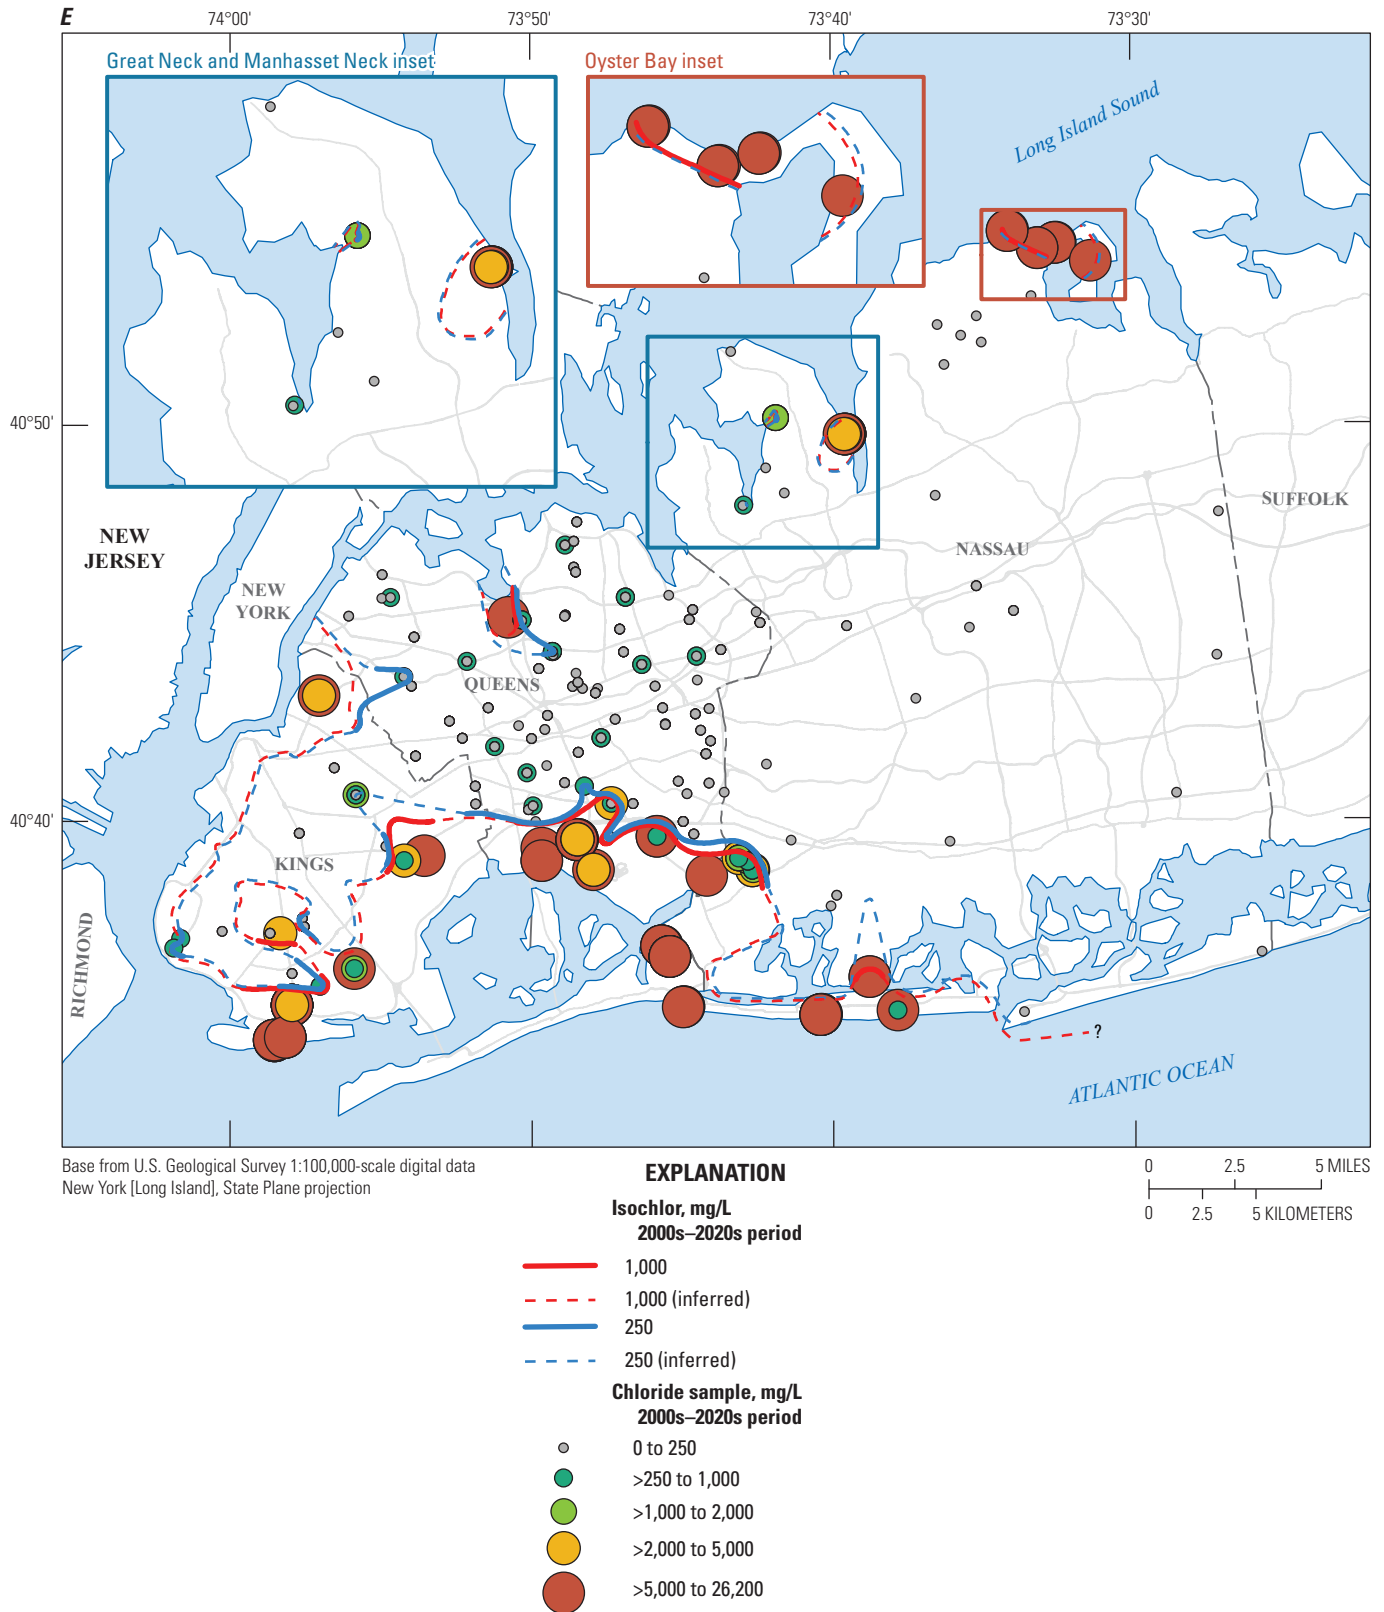 E
74°00'
73°50'
73°40'
73°30'
Great Neck and Manhasset Neck inset
Oyster Bay inset
Long Island Sound
40°50'
NEW
JERSEY
NEW
YORK
SUFFOLK
NASSAU
QUEENS
40°40'
KINGS
RICHMOND
?
ATLANTIC OCEAN
Base from U.S. Geological Survey 1:100,000-scale digital data
New York [Long Island], State Plane projection
0 2.5 5 MILES
0 2.5 5 KILOMETERS
EXPLANATION
Isochlor, mg/L
2000s–2020s period
1,000
1,000 (inferred)
250
250 (inferred)
Chloride sample, mg/L
2000s–2020s period
0 to 250
>250 to 1,000
>1,000 to 2,000
>2,000 to 5,000
>5,000 to 26,200